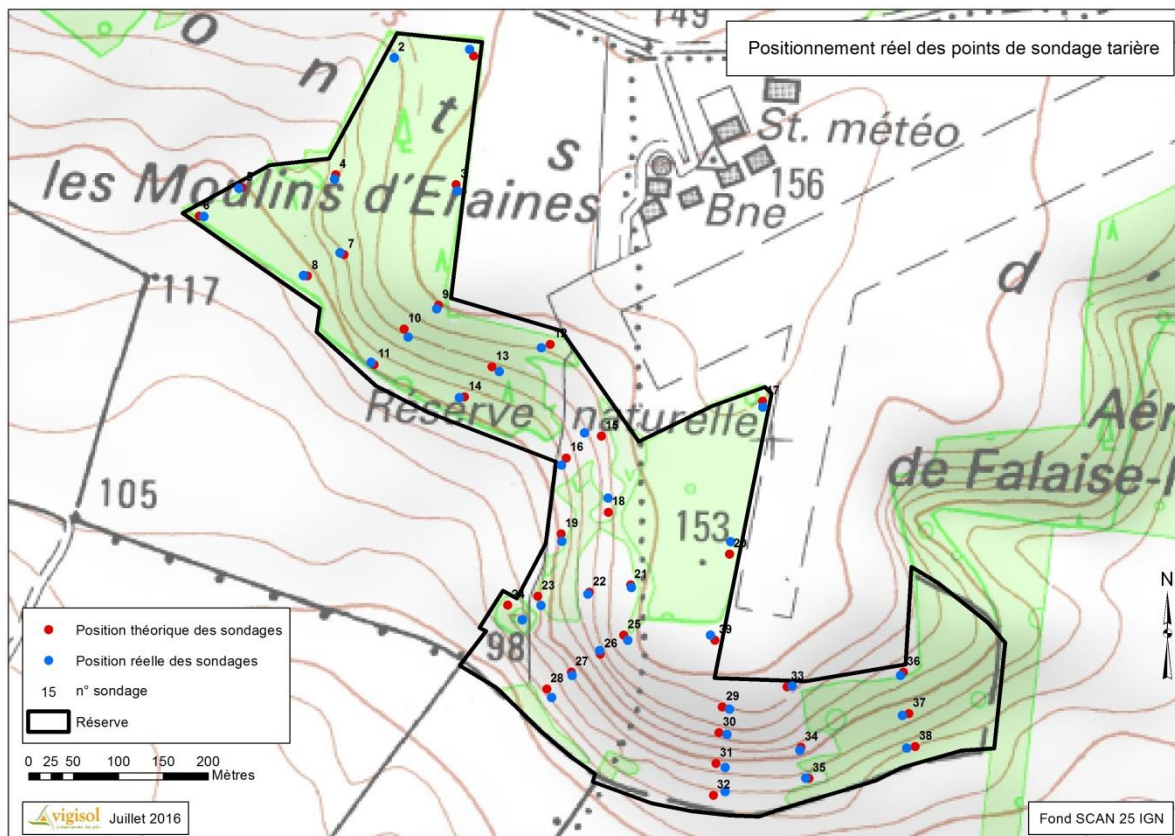 149
Positionnement réel des points de sondage tarière
o
n
t
s
2
St. météo
156
Bne
4
3
5
les Moulins d'Eraines
6
7
8
117
d
9
10
12
11
13
14
17
Réserve naturelle
15
16
Aér
de Falaise-
18
105
19
153
20
21
22
23
24
98
25
39
26
27
28
33
36
29
37
30
34
38
31
35
32
N
Position théorique des sondages
Position réelle des sondages
15 n° sondage
Réserve
0 25 50 100 150 200
Mètres
vigisol
Juillet 2016
Fond SCAN 25 IGN